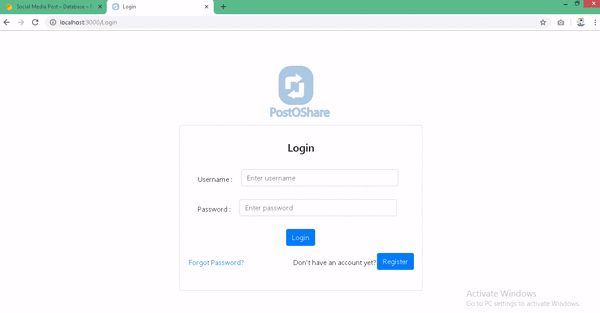 Social Media Post – Database –
Login
localhost:3000/Login
PostOShare
Login
Username :
Enter username
Password :
Enter password
Login
Forgot Password?
Don't have an account yet?
Register
Activate Windows
Go to PC settings to activate Windows.